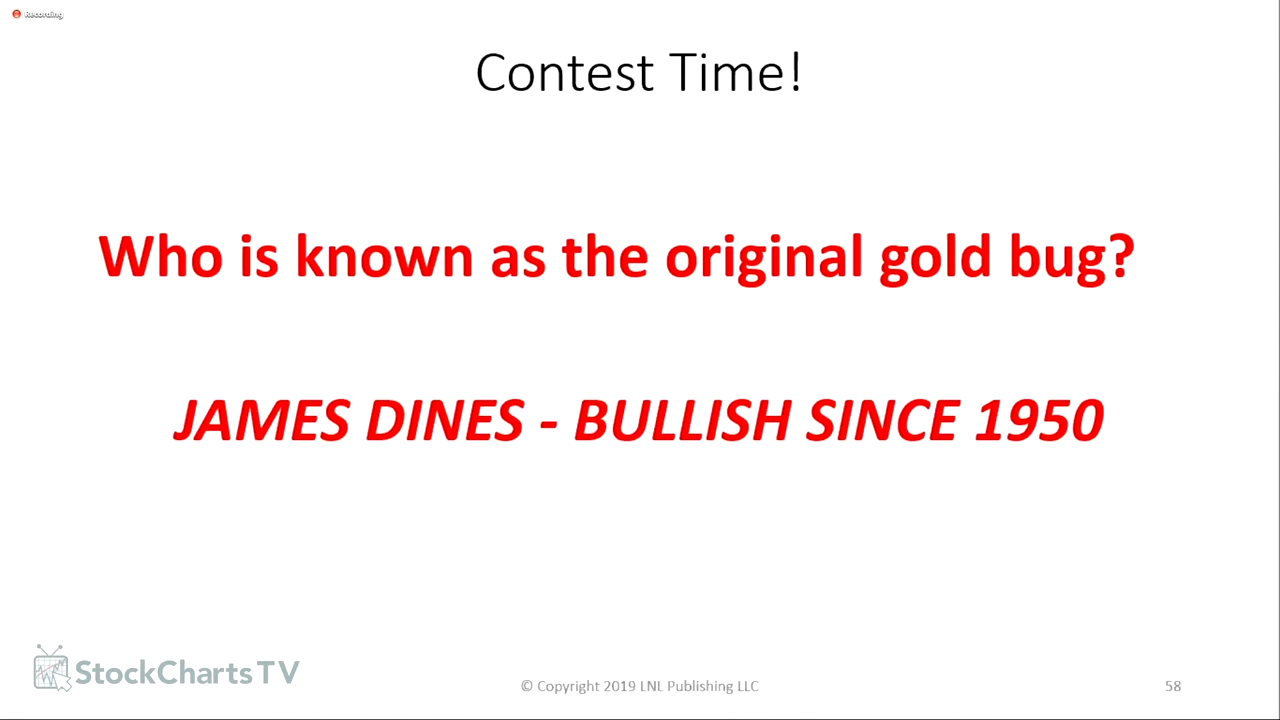 Recording
Contest Time!
Who is known as the original gold bug?
JAMES DINES - BULLISH SINCE 1950
StockCharts TV
© Copyright 2019 LNL Publishing LLC
58